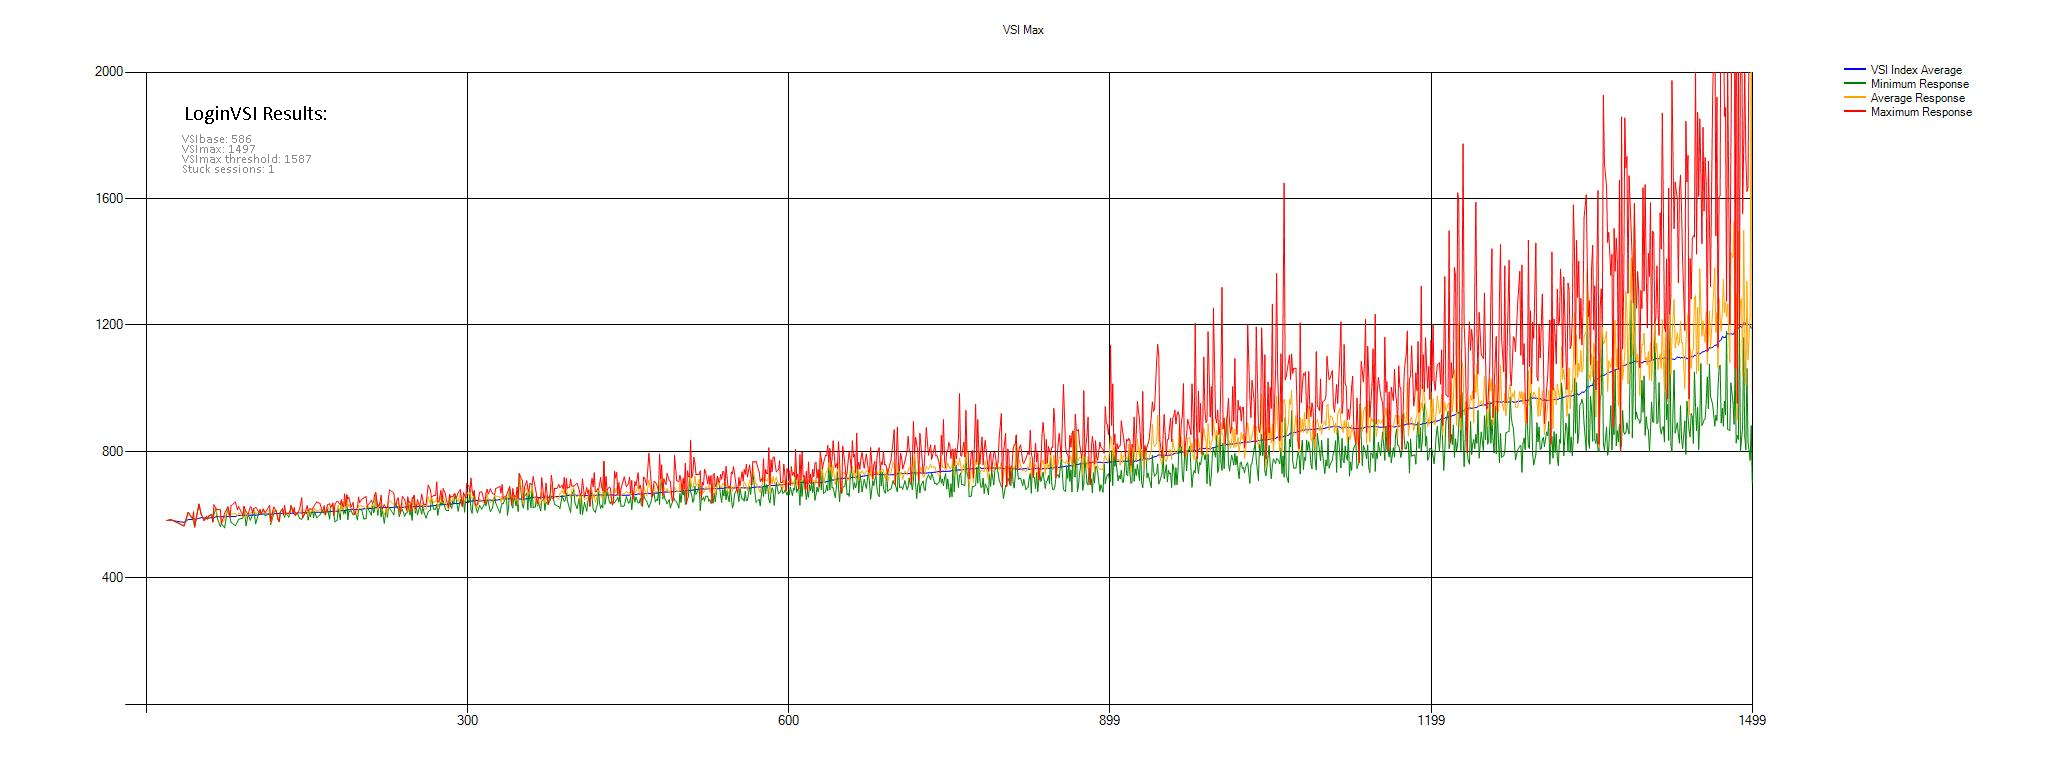 VSI Max
2000
1600
1200
800
400
300
600
899
1199
1499
LoginVSI Results:
VSIbase: 586
VSImax: 1497
VSImax threshold: 1587
Stuck sessions: 1
VSI Index Average
Minimum Response
Average Response
Maximum Response